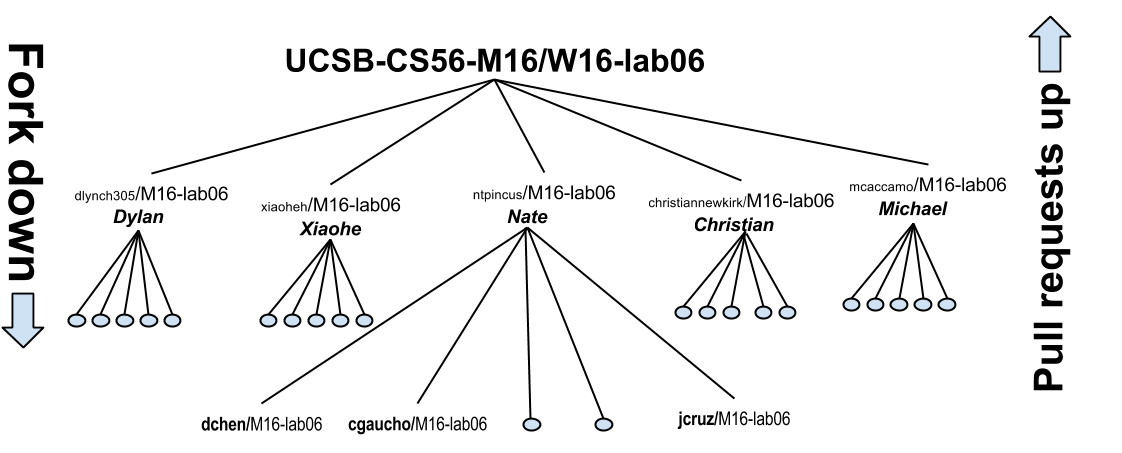 UCSB-CS56-M16/W16-lab06
Fork down
Pull requests up
dlynch305/M16-lab06
Dylan
xiaoheh/M16-lab06
Xiaohe
ntpincus/M16-lab06
Nate
christiannewkirk/M16-lab06
Christian
mcaccamo/M16-lab06
Michael
dchen/M16-lab06
cgaucho/M16-lab06
jcruz/M16-lab06